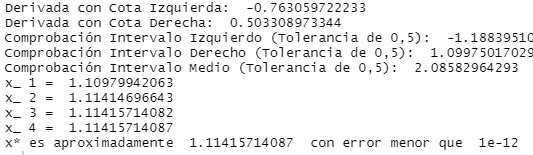 Derivada con Cota Izquierda:  -0.763059722233
Derivada con Cota Derecha:  0.503308973344
Comprobación Intervalo Izquierdo (Tolerancia de 0,5):  -1.18839510
Comprobación Intervalo Derecho (Tolerancia de 0,5):  1.09975017029
Comprobación Intervalo Medio (Tolerancia de 0,5):  2.08582964293
x_ 1 =  1.10979942063
x_ 2 =  1.11414696643
x_ 3 =  1.11415714082
x_ 4 =  1.11415714087
x* es aproximadamente  1.11415714087  con error menor que  1e-12